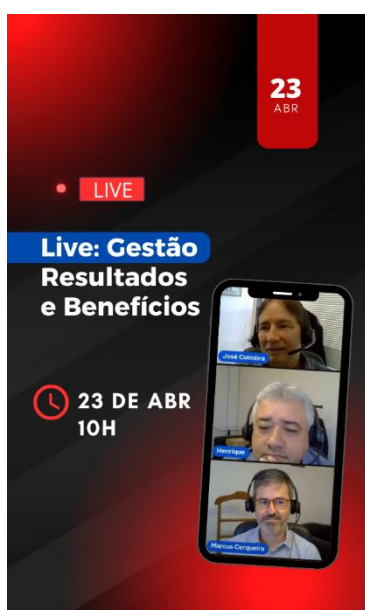 23
ABR
LIVE
Live: Gestão
Resultados
e Benefícios
23 DE ABR
10H
José Coimbra
Henrique
Marcus Cerqueira